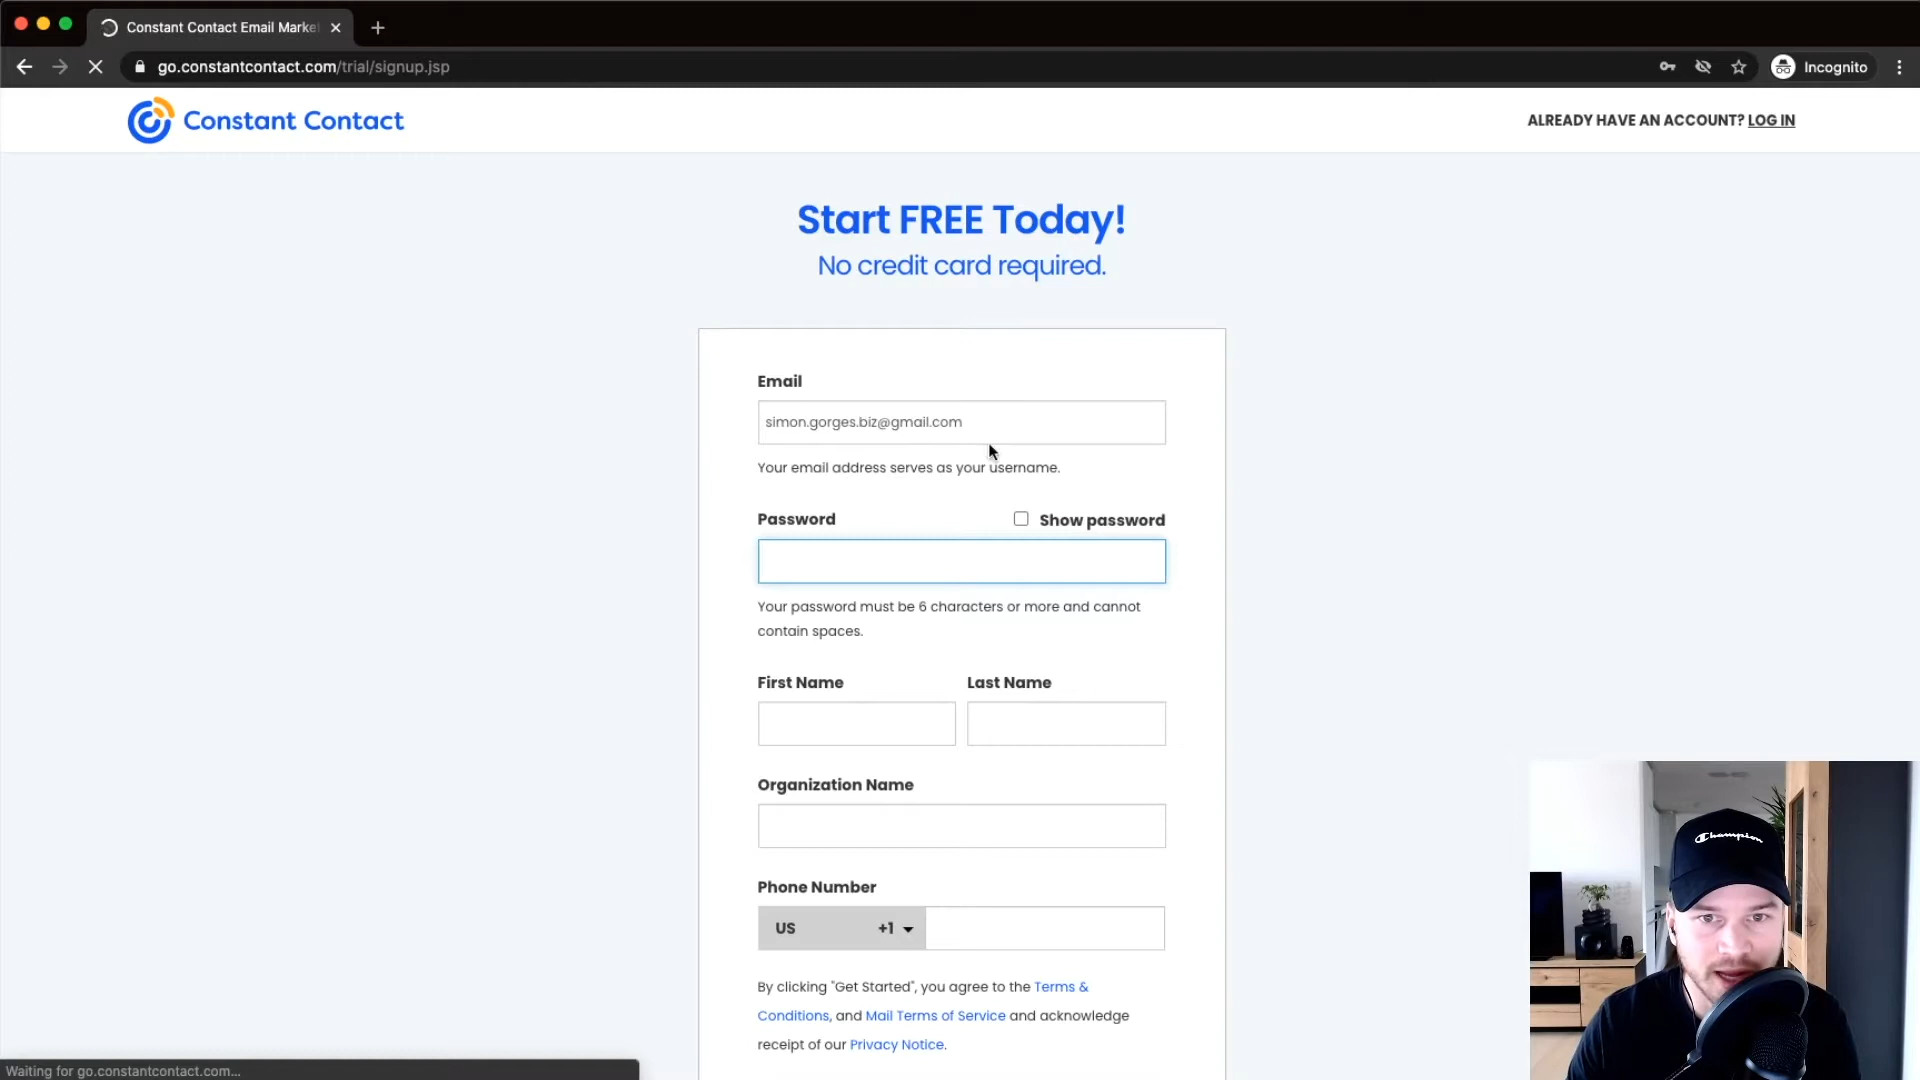 Constant Contact Email Marke
go.constantcontact.com/trial/signup.jsp
Incognito
Constant Contact
ALREADY HAVE AN ACCOUNT? LOG IN
Start FREE Today!
No credit card required.
Email
simon.gorges.biz@gmail.com
Your email address serves as your username.
Password
Show password
Your password must be 6 characters or more and cannot
contain spaces.
First Name
Last Name
Organization Name
Phone Number
US +1
By clicking "Get Started", you agree to the Terms &
Conditions, and Mail Terms of Service and acknowledge
receipt of our Privacy Notice.
Champion
Waiting for go.constantcontact.com...